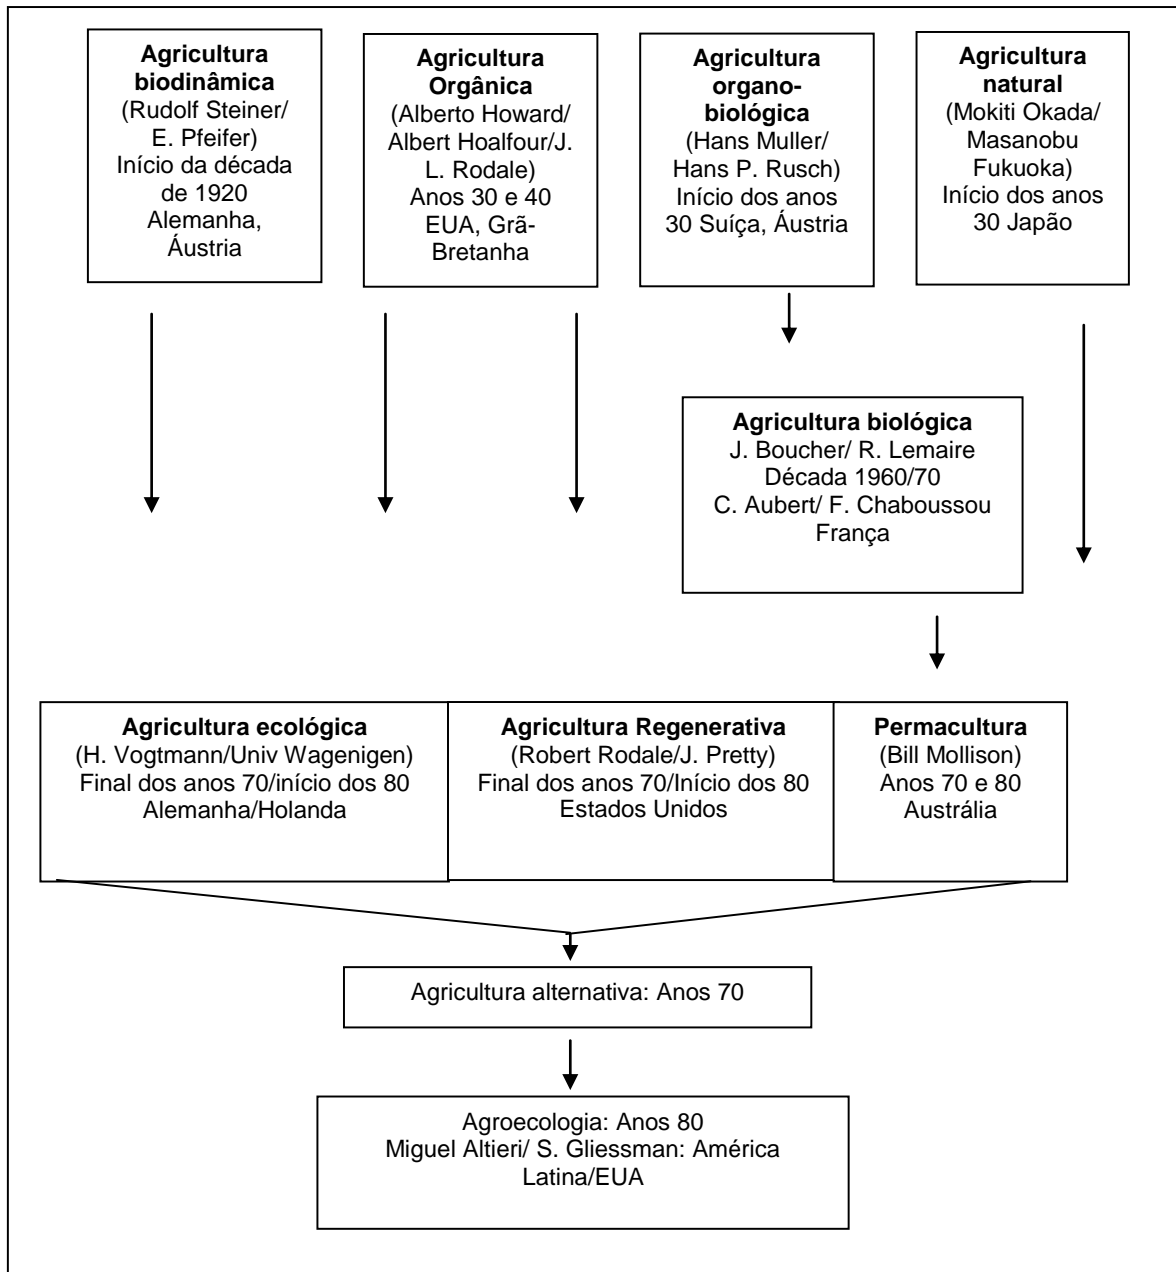 Agricultura
biodinâmica
(Rudolf Steiner/
E. Pfeifer)
Início da década
de 1920
Alemanha,
Áustria
Agricultura
Orgânica
(Alberto Howard/
Albert Hoalfour/J.
L. Rodale)
Anos 30 e 40
EUA, Grã-
Bretanha
Agricultura
organo-
biológica
(Hans Muller/
Hans P. Rusch)
Início dos anos
30 Suíça, Áustria
Agricultura
natural
(Mokiti Okada/
Masanobu
Fukuoka)
Início dos anos
30 Japão
Agricultura biológica
J. Boucher/ R. Lemaire
Década 1960/70
C. Aubert/ F. Chaboussou
França
Agricultura ecológica
(H. Vogtmann/Univ Wagenigen)
Final dos anos 70/início dos 80
Alemanha/Holanda
Agricultura Regenerativa
(Robert Rodale/J. Pretty)
Final dos anos 70/Início dos 80
Estados Unidos
Permacultura
(Bill Mollison)
Anos 70 e 80
Austrália
Agricultura alternativa: Anos 70
Agroecologia: Anos 80
Miguel Altieri/ S. Gliessman: América
Latina/EUA